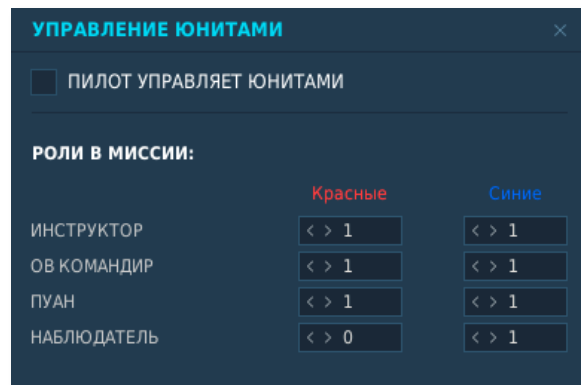 УПРАВЛЕНИЕ ЮНИТАМИ ×
ПИЛОТ УПРАВЛЯЕТ ЮНИТАМИ
РОЛИ В МИССИИ:
Красные Синие
ИНСТРУКТОР < > 1 < > 1
ОВ КОМАНДИР < > 1 < > 1
ПУАН < > 1 < > 1
НАБЛЮДАТЕЛЬ < > 0 < > 1